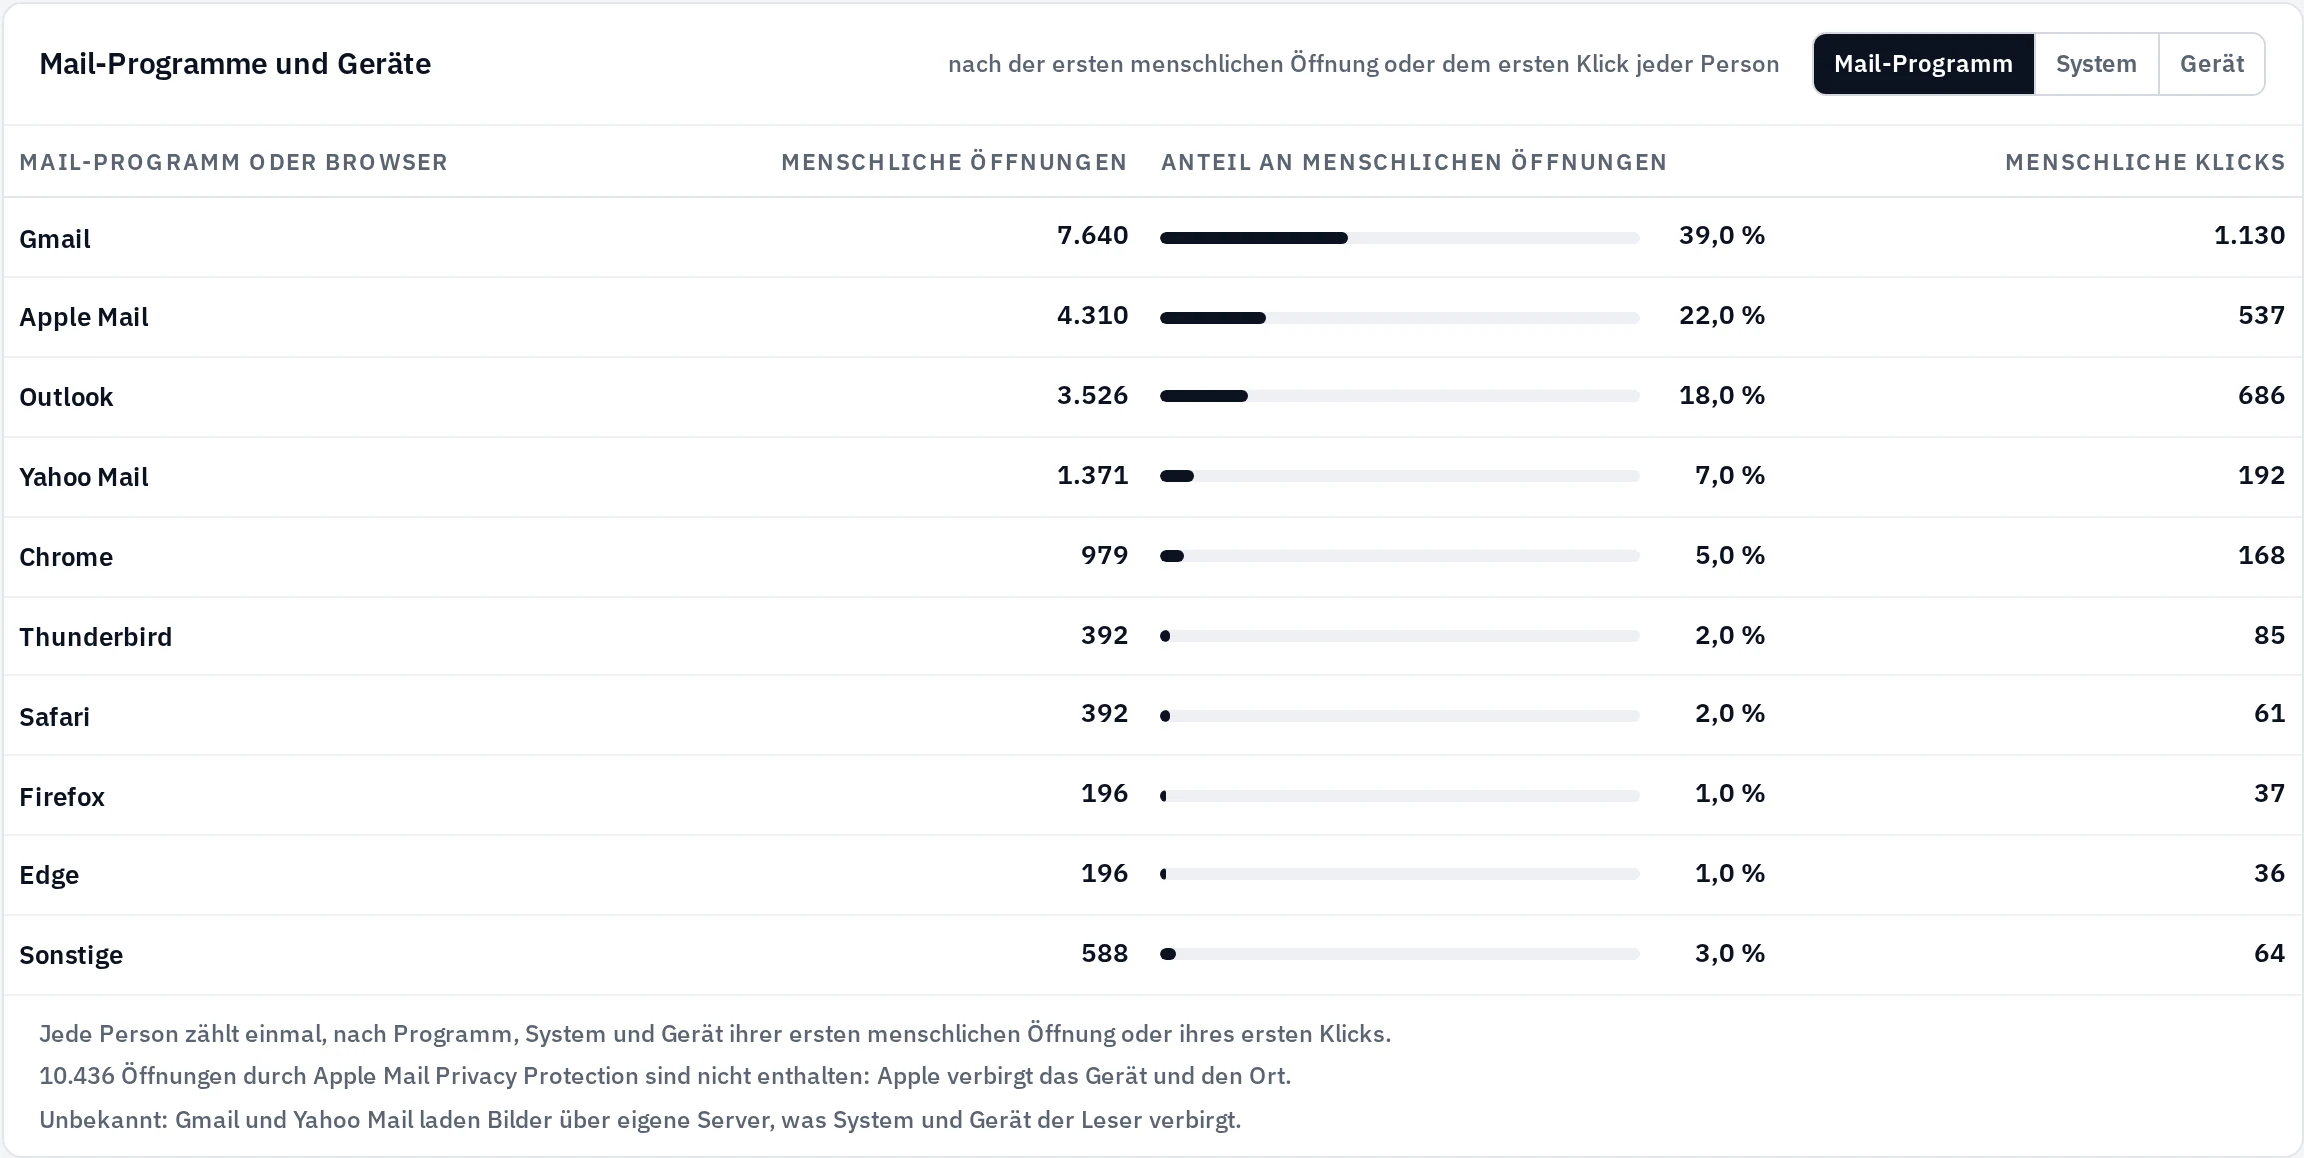 Mail-Programme und Geräte
nach der ersten menschlichen Öffnung oder dem ersten Klick jeder Person
Mail-Programm System Gerät
MAIL-PROGRAMM ODER BROWSER MENSCHLICHE ÖFFNUNGEN ANTEIL AN MENSCHLICHEN ÖFFNUNGEN MENSCHLICHE KLICKS
Gmail 7.640 39,0 % 1.130
Apple Mail 4.310 22,0 % 537
Outlook 3.526 18,0 % 686
Yahoo Mail 1.371 7,0 % 192
Chrome 979 5,0 % 168
Thunderbird 392 2,0 % 85
Safari 392 2,0 % 61
Firefox 196 1,0 % 37
Edge 196 1,0 % 36
Sonstige 588 3,0 % 64
Jede Person zählt einmal, nach Programm, System und Gerät ihrer ersten menschlichen Öffnung oder ihres ersten Klicks.
10.436 Öffnungen durch Apple Mail Privacy Protection sind nicht enthalten: Apple verbirgt das Gerät und den Ort.
Unbekannt: Gmail und Yahoo Mail laden Bilder über eigene Server, was System und Gerät der Leser verbirgt.